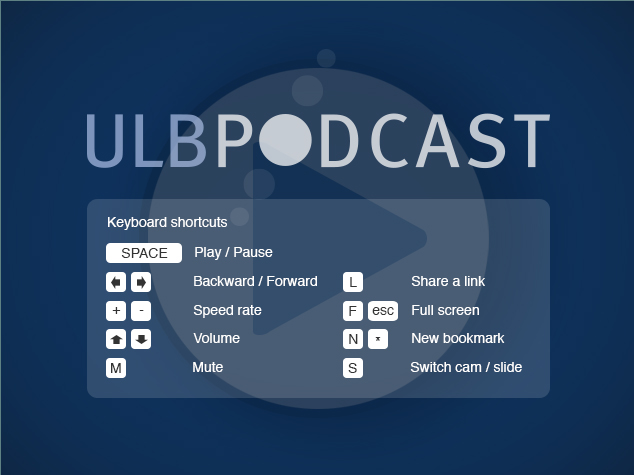 ULBPODCAST
Keyboard shortcuts
SPACE Play / Pause
Backward / Forward L Share a link
+ - Speed rate F esc Full screen
Volume N * New bookmark
M Mute S Switch cam / slide